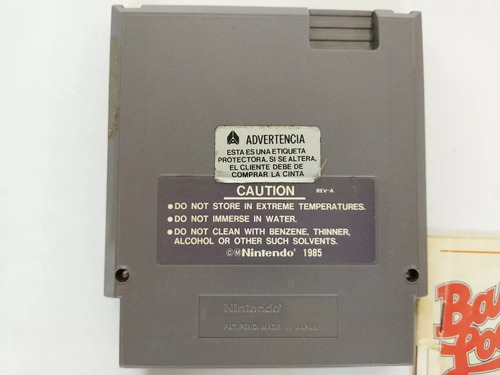 ADVERTENCIA
ESTA ES UNA ETIQUETA
PROTECTORA, SI SE ALTERA,
EL CLIENTE DEBE DE
COMPRAR LA CINTA
CAUTION REV-A
● DO NOT STORE IN EXTREME TEMPERATURES.
● DO NOT IMMERSE IN WATER.
● DO NOT CLEAN WITH BENZENE, THINNER,
ALCOHOL OR OTHER SUCH SOLVENTS.
©ⓂNintendo® 1985
Nintendo®
PAT. PEND. MADE IN JAPAN